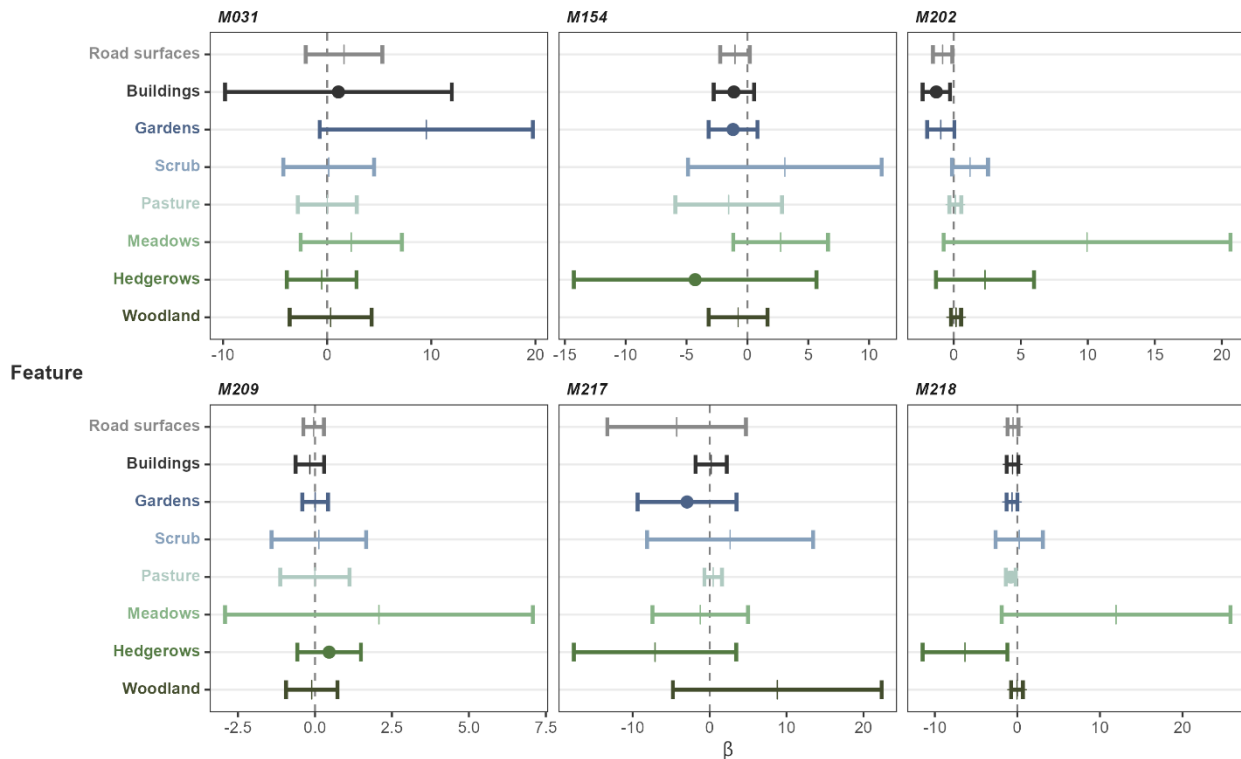 M031 M154 M202
Road surfaces
Buildings
Gardens
Scrub
Pasture
Meadows
Hedgerows
Woodland
-10 0 10 20 -15 -10 -5 0 5 10 0 5 10 15 20
Feature
M209 M217 M218
Road surfaces
Buildings
Gardens
Scrub
Pasture
Meadows
Hedgerows
Woodland
-2.5 0.0 2.5 5.0 7.5 -10 0 10 20 -10 0 10 20
β